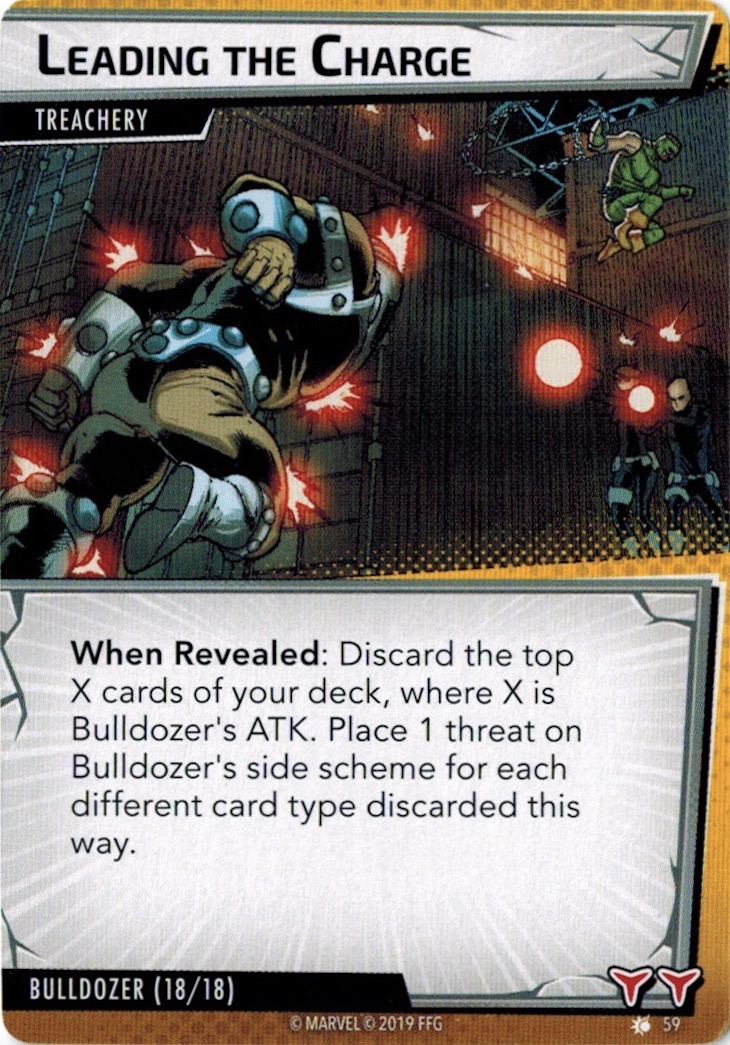 LEADING THE CHARGE
TREACHERY
When Revealed: Discard the top
X cards of your deck, where X is
Bulldozer's ATK. Place 1 threat on
Bulldozer's side scheme for each
different card type discarded this
way.
BULLDOZER (18/18)
© MARVEL © 2019 FFG
59